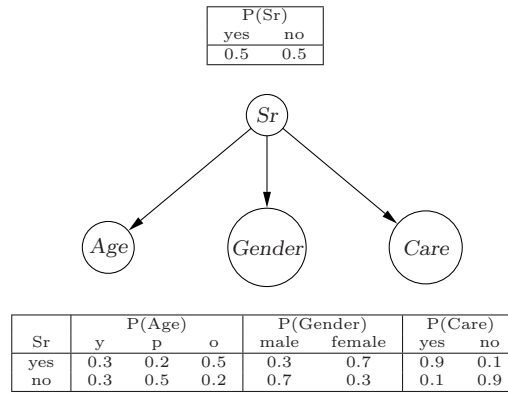 P(Sr)
yes no
0.5 0.5
Sr
Age Gender Care
P(Age) P(Gender) P(Care)
Sr y p o male female yes no
yes 0.3 0.2 0.5 0.3 0.7 0.9 0.1
no 0.3 0.5 0.2 0.7 0.3 0.1 0.9